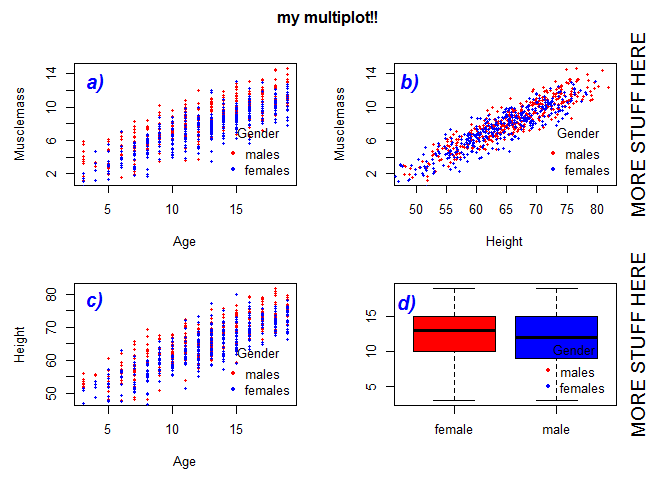 my multiplot!!
a)
Musclemass
14
10
6
2
Gender
males
females
5 10 15
Age
b)
Musclemass
14
10
6
2
Gender
males
females
50 55 60 65 70 75 80
Height
MORE STUFF HERE
c)
Height
80
70
60
50
Gender
males
females
5 10 15
Age
d)
15
10
5
Gender
males
females
female male
MORE STUFF HERE